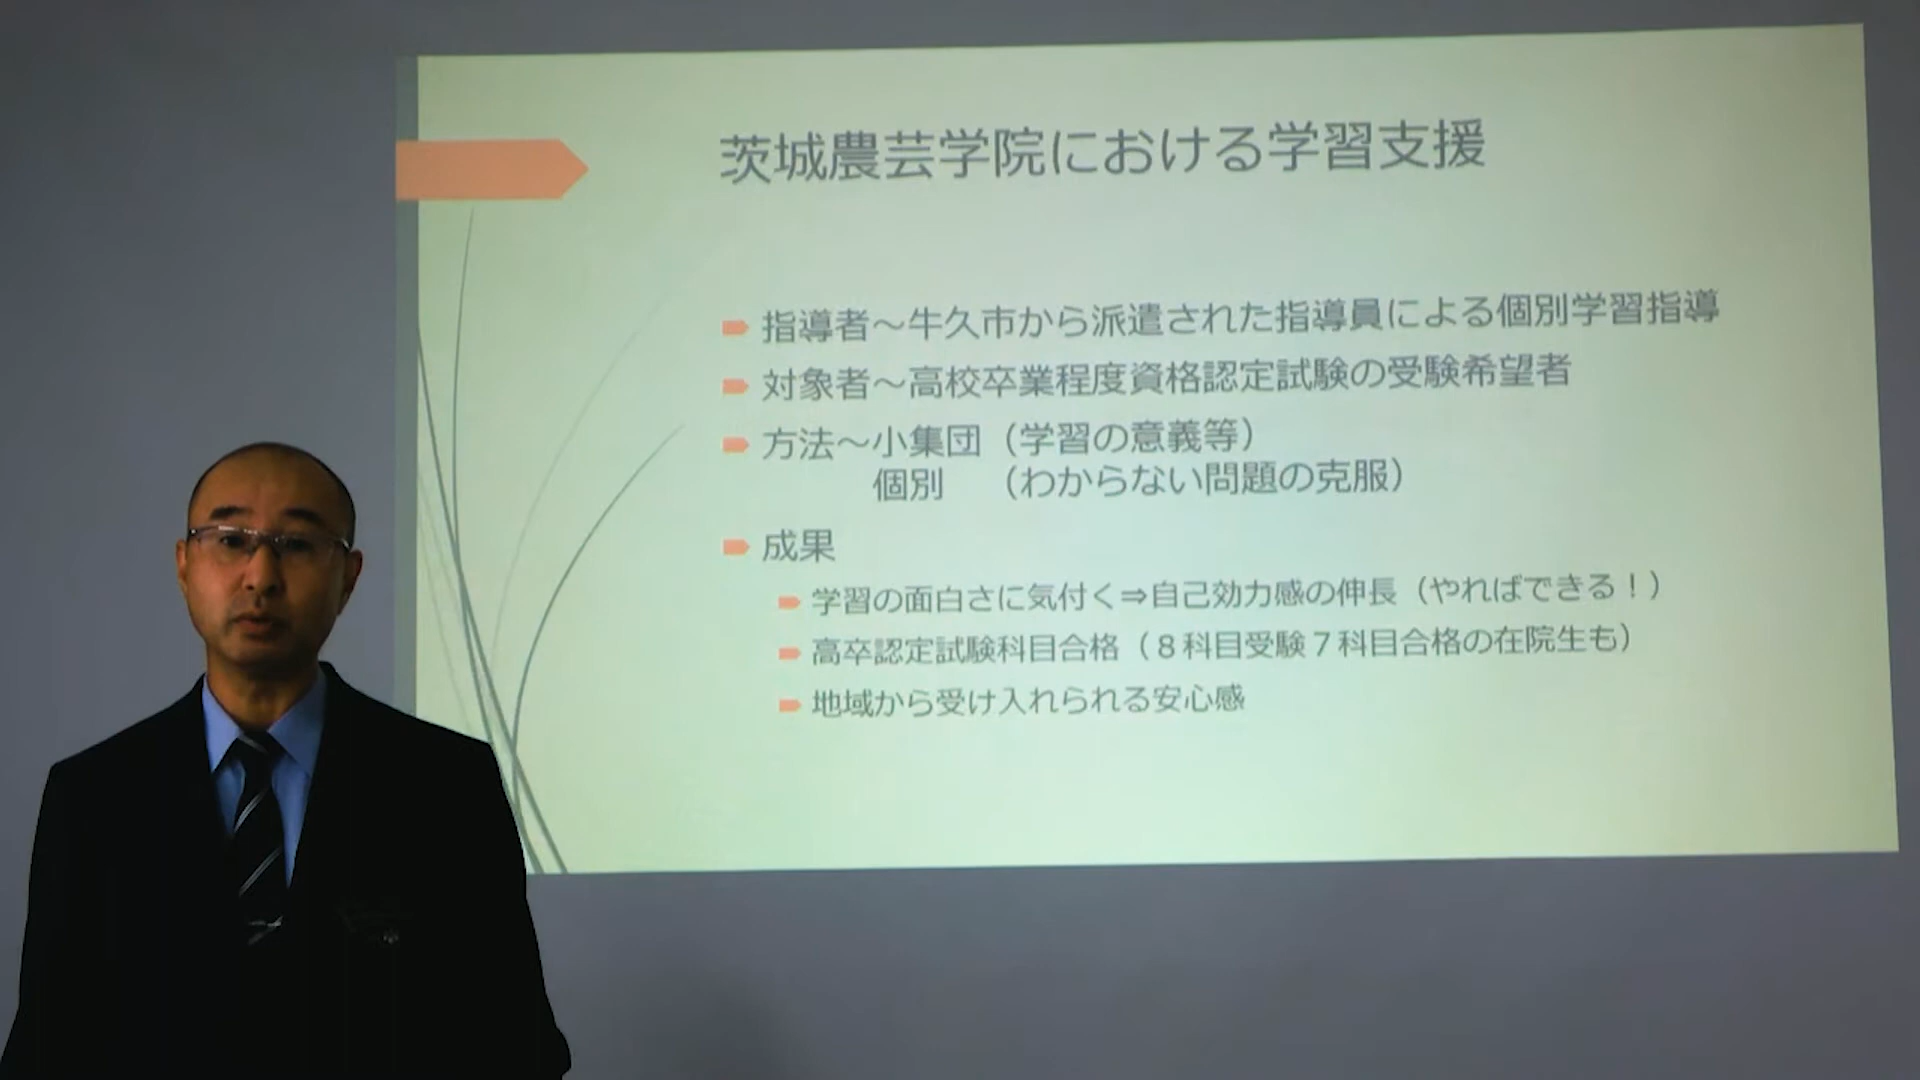 茨城農芸学院における学習支援
指導者～牛久市から派遣された指導員による個別学習指導
対象者～高校卒業程度資格認定試験の受験希望者
方法～小集団（学習の意義等）
個別　（わからない問題の克服）
成果
学習の面白さに気付く⇒自己効力感の伸長（やればできる！）
高卒認定試験科目合格（８科目受験７科目合格の在院生も）
地域から受け入れられる安心感